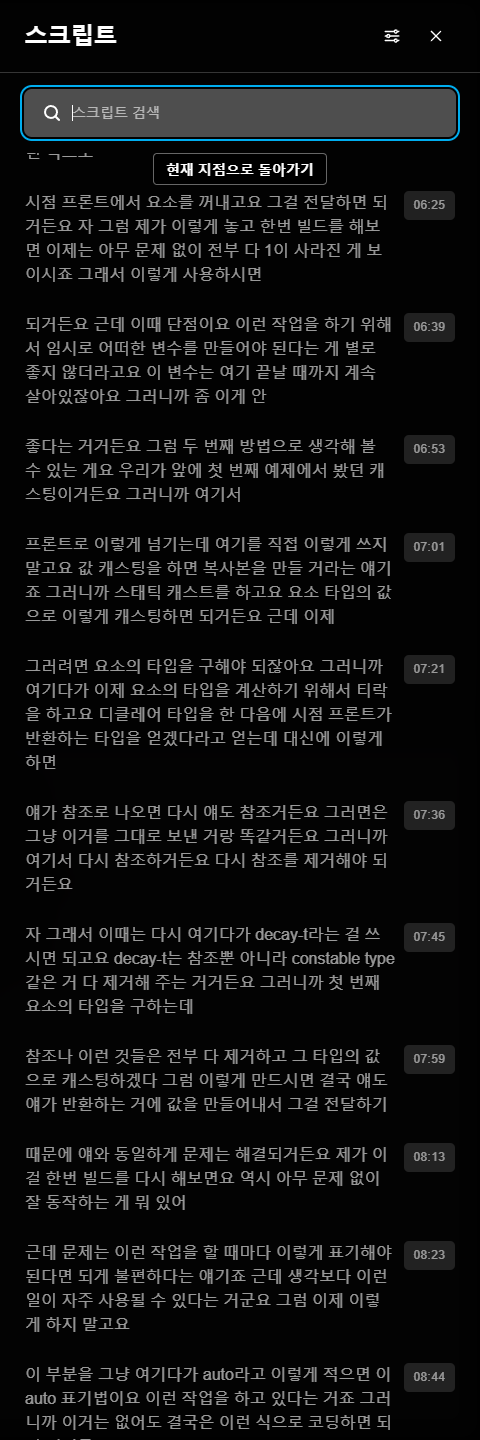 스크립트
스크립트 검색
현재 지점으로 돌아가기
시점 프론트에서 요소를 꺼내고요 그걸 전달하면 되
06:25
거든요 자 그럼 제가 이렇게 놓고 한번 빌드를 해보
면 이제는 아무 문제 없이 전부 다 1이 사라진 게 보
이시죠 그래서 이렇게 사용하시면
되거든요 근데 이때 단점이요 이런 작업을 하기 위해
06:39
서 임시로 어떠한 변수를 만들어야 된다는 게 별로
좋지 않더라고요 이 변수는 여기 끝날 때까지 계속
살아있잖아요 그러니까 좀 이게 안
좋다는 거거든요 그럼 두 번째 방법으로 생각해 볼
06:53
수 있는 게요 우리가 앞에 첫 번째 예제에서 봤던 캐
스팅이거든요 그러니까 여기서
프론트로 이렇게 넘기는데 여기를 직접 이렇게 쓰지
07:01
말고요 값 캐스팅을 하면 복사본을 만들 거라는 얘기
죠 그러니까 스태틱 캐스트를 하고요 요소 타입의 값
으로 이렇게 캐스팅하면 되거든요 근데 이제
그러려면 요소의 타입을 구해야 되잖아요 그러니까
07:21
여기다가 이제 요소의 타입을 계산하기 위해서 티락
을 하고요 디클레어 타입을 한 다음에 시점 프론트가
반환하는 타입을 얻겠다라고 얻는데 대신에 이렇게
하면
얘가 참조로 나오면 다시 얘도 참조거든요 그러면은
07:36
그냥 이거를 그대로 보낸 거랑 똑같거든요 그러니까
여기서 다시 참조하거든요 다시 참조를 제거해야 되
거든요
자 그래서 이때는 다시 여기다가 decay-t라는 걸 쓰
07:45
시면 되고요 decay-t는 참조뿐 아니라 constable type
같은 거 다 제거해 주는 거거든요 그러니까 첫 번째
요소의 타입을 구하는데
참조나 이런 것들은 전부 다 제거하고 그 타입의 값
07:59
으로 캐스팅하겠다 그럼 이렇게 만드시면 결국 얘도
얘가 반환하는 거에 값을 만들어내서 그걸 전달하기
때문에 얘와 동일하게 문제는 해결되거든요 제가 이
08:13
걸 한번 빌드를 다시 해보면요 역시 아무 문제 없이
잘 동작하는 게 뭐 있어
근데 문제는 이런 작업을 할 때마다 이렇게 표기해야
08:23
된다면 되게 불편하다는 얘기죠 근데 생각보다 이런
일이 자주 사용될 수 있다는 거군요 그럼 이제 이렇
게 하지 말고요
이 부분을 그냥 여기다가 auto라고 이렇게 적으면 이
08:44
auto 표기법이요 이런 작업을 하고 있다는 거죠 그러
니까 이거는 없어도 결국은 이런 식으로 코딩하면 되